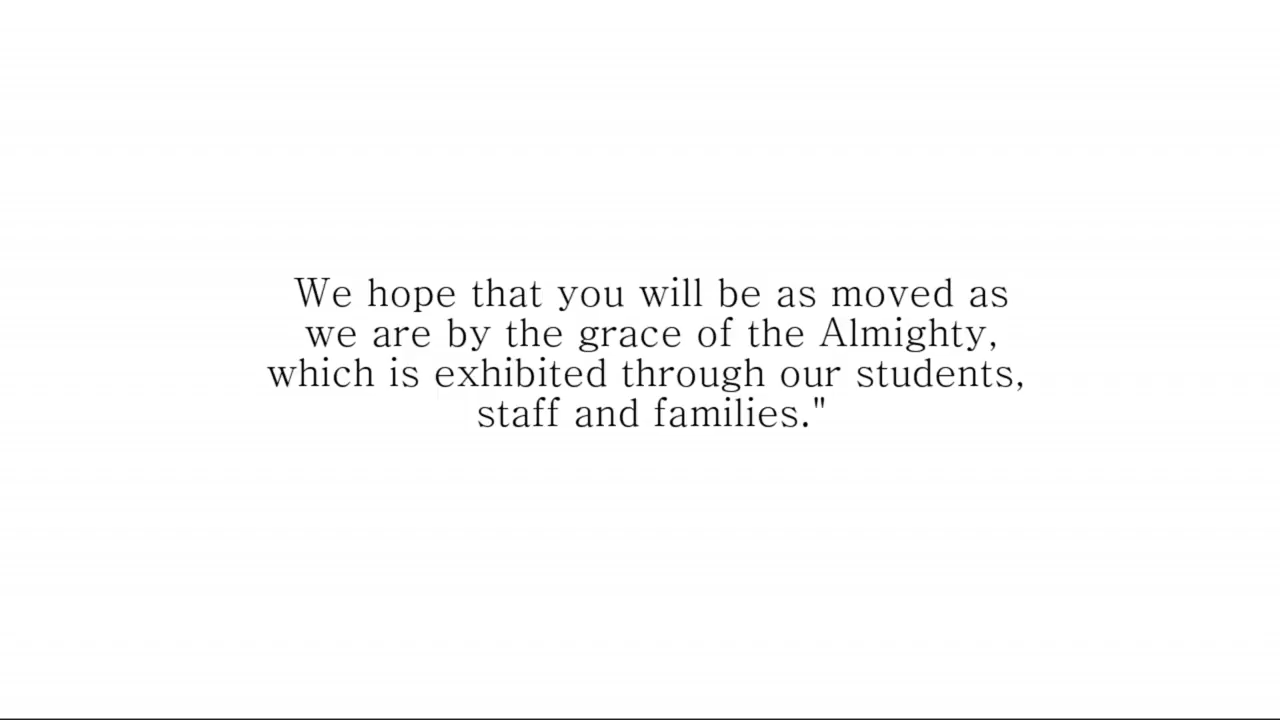 We hope that you will be as moved as
we are by the grace of the Almighty,
which is exhibited through our students,
staff and families."